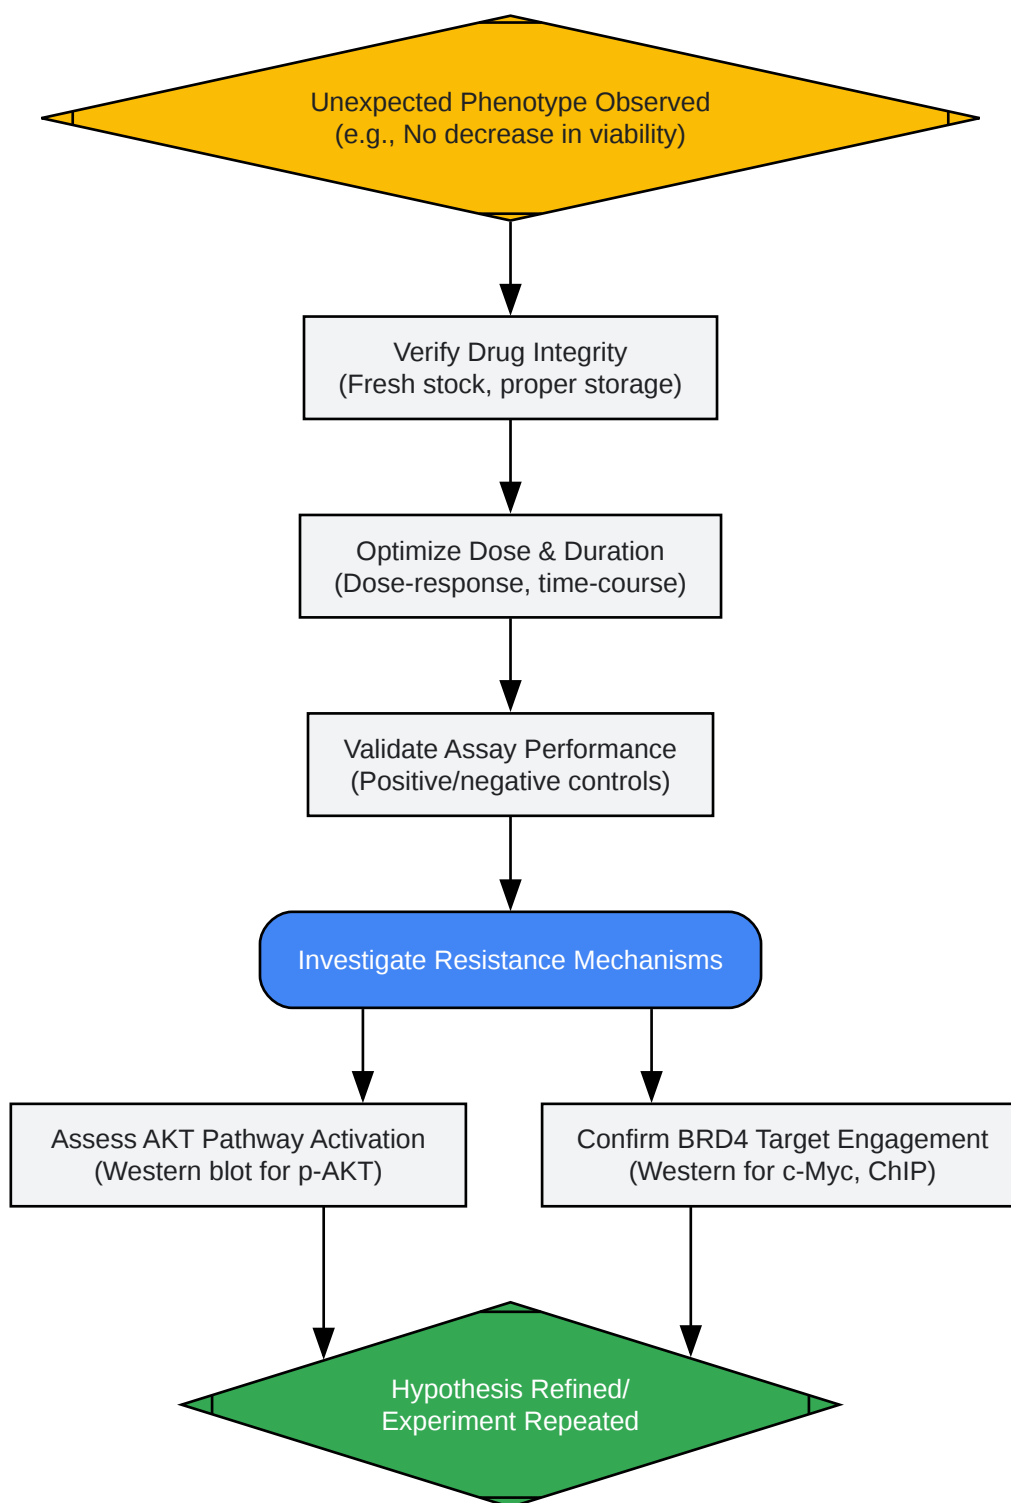 Unexpected Phenotype Observed
(e.g., No decrease in viability)
Verify Drug Integrity
(Fresh stock, proper storage)
Optimize Dose & Duration
(Dose-response, time-course)
Validate Assay Performance
(Positive/negative controls)
Investigate Resistance Mechanisms
Assess AKT Pathway Activation
(Western blot for p-AKT)
Confirm BRD4 Target Engagement
(Western for c-Myc, ChIP)
Hypothesis Refined/
Experiment Repeated